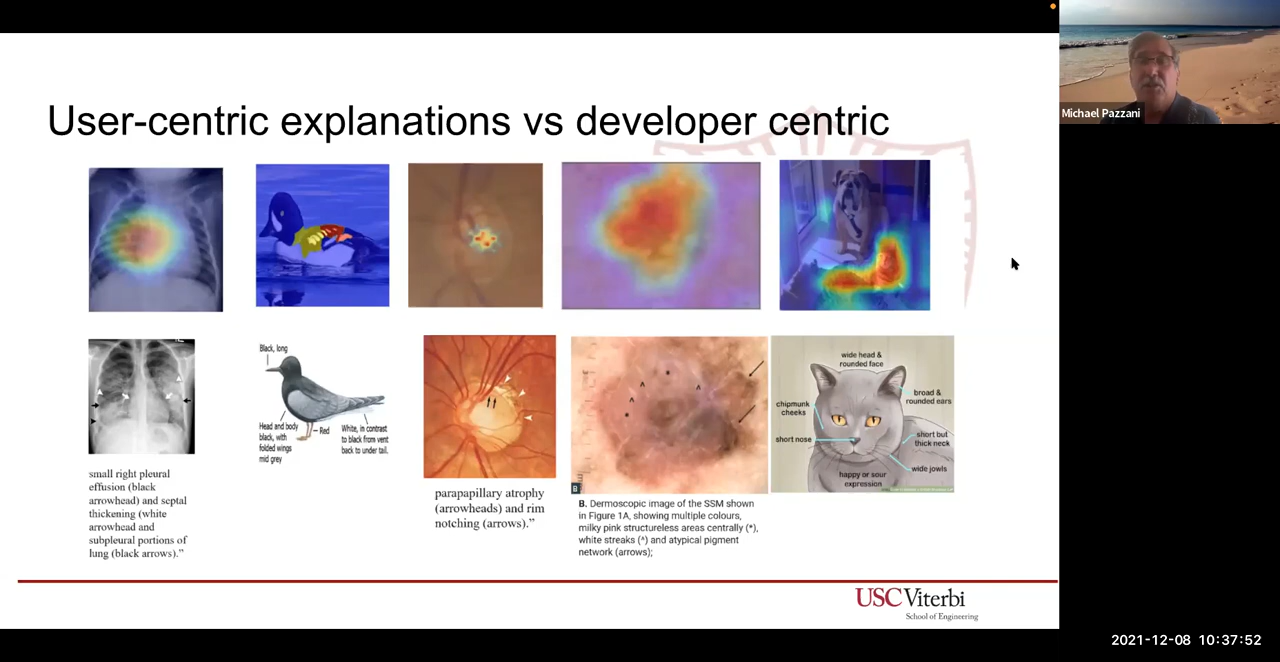 User-centric explanations vs developer centric
Michael Pazzani
small right pleural
effusion (black
arrowhead) and septal
thickening (white
arrowhead and
subpleural portions of
lung (black arrows)."
Black, long
Head and body
black, with
folded wings
mid grey
Red
White, in contrast
to black from vent
back to under tail.
parapapillary atrophy
(arrowheads) and rim
notching (arrows)."
B
B. Dermoscopic image of the SSM shown
in Figure 1A, showing multiple colours,
milky pink structureless areas centrally (*),
white streaks (^) and atypical pigment
network (arrows);
wide head &
rounded face
broad &
rounded ears
chipmunk
cheeks
short nose
short but
thick neck
wide jowls
happy or sour
expression
USC Viterbi
School of Engineering
2021-12-08 10:37:52